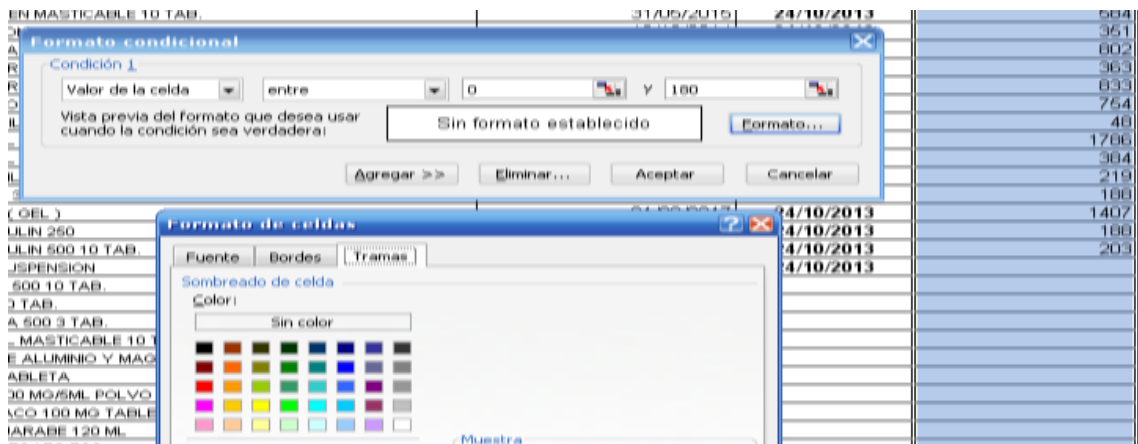 EN MASTICABLE 10 TAB. 31/05/2015 24/10/2013 584
Formato condicional 351
802
Condición 1 363
Valor de la celda entre 0 Y 180 833
754
Vista previa del formato que desea usar cuando la condición sea verdadera: Sin formato establecido Formato... 48
1786
384
Agregar >> Eliminar... Aceptar Cancelar 219
188
( GEL ) 24/10/2013 1407
ULIN 250 24/10/2013 188
ULIN 500 10 TAB. 24/10/2013 203
USPENSION 24/10/2013
500 10 TAB.
TAB.
A 500 3 TAB.
MASTICABLE 10
E ALUMINIO Y MAG
ABLETA
00 MG/5ML POLVO
ACO 100 MG TABLE
JARABE 120 ML
Formato de celdas
Fuente Bordes Tramas
Sombreado de celda
Color:
Sin color
Muestra